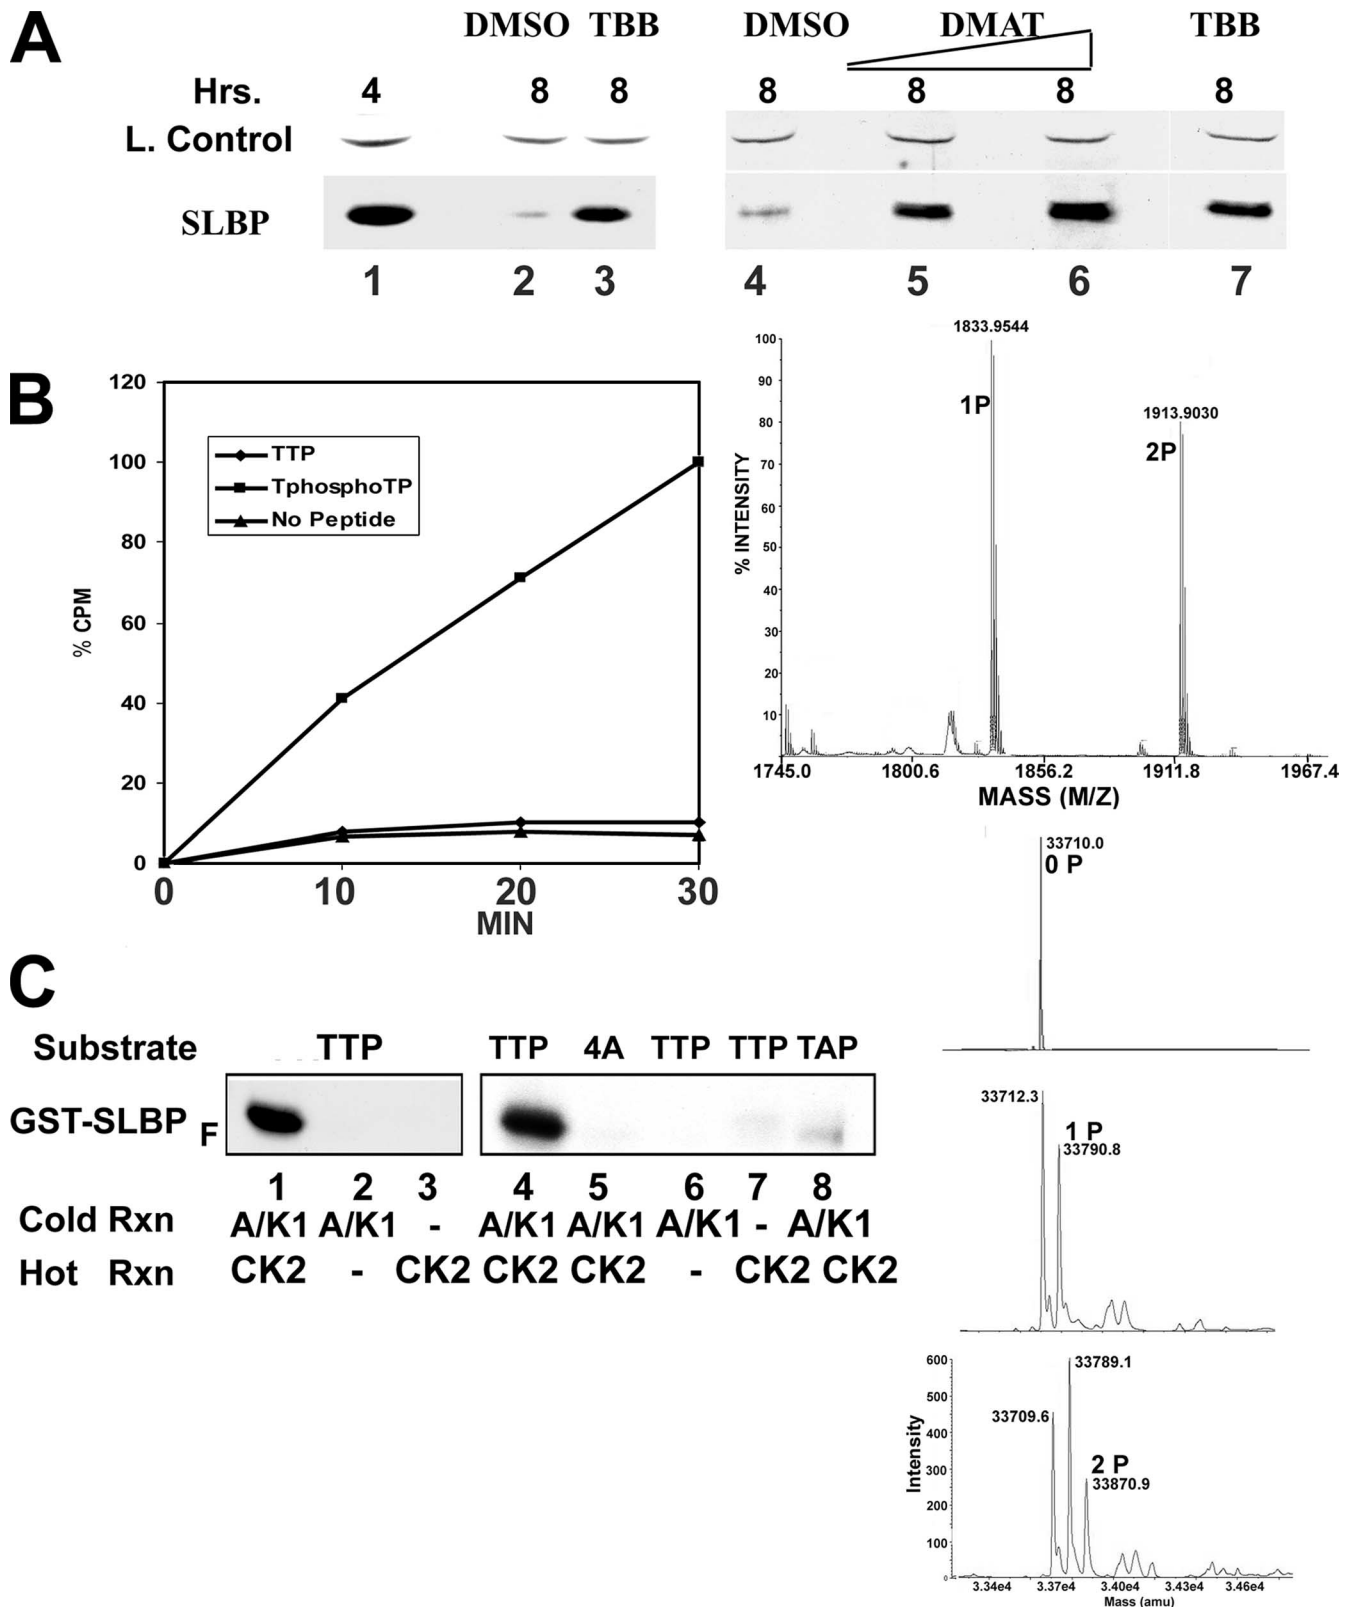 A
DMSO TBB DMSO DMAT TBB
Hrs. 4 8 8 8 8 8 8
L. Control
SLBP
1 2 3 4 5 6 7
B
120
100
80
60
40
20
0
% CPM
TTP
TphosphoTP
No Peptide
0 10 20 30
MIN
1833.9544
1P
1913.9030
2P
100
90
80
70
60
50
40
30
20
10
% INTENSITY
1745.0 1800.6 1856.2 1911.8 1967.4
MASS (M/Z)
33710.0
0 P
33712.3
1 P
33790.8
600
500
400
300
200
100
0
Intensity
33789.1
33709.6
2 P
33870.9
3.34e4 3.37e4 3.40e4 3.43e4 3.46e4
Mass (amu)
C
Substrate TTP TTP 4A TTP TTP TAP
GST-SLBP F
1 2 3 4 5 6 7 8
Cold Rxn A/K1 A/K1 - A/K1 A/K1 A/K1 - A/K1
Hot Rxn CK2 - CK2 CK2 CK2 - CK2 CK2